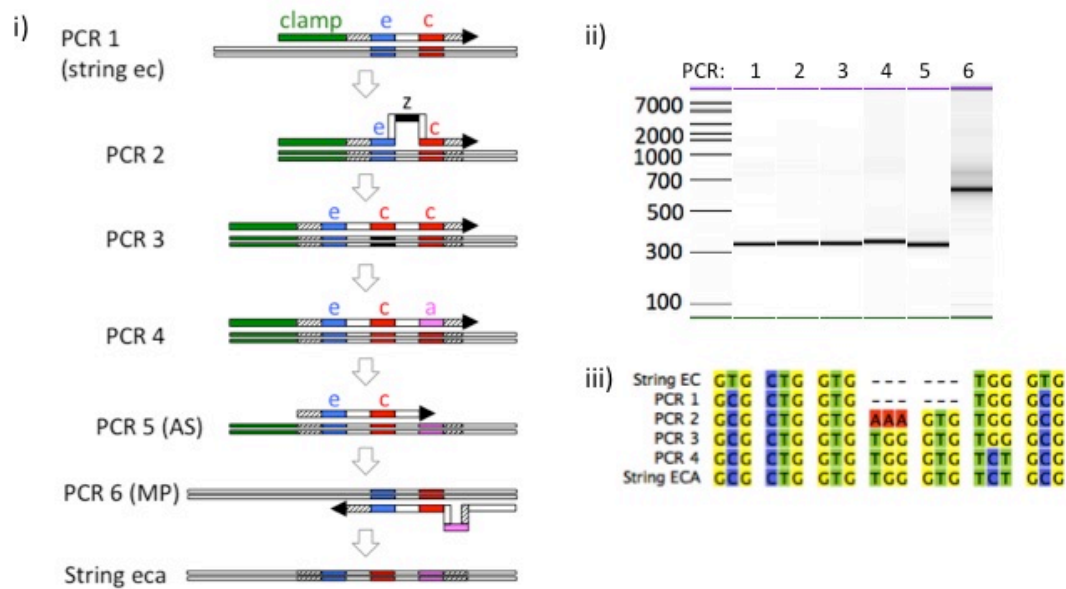 i)
clamp e c
PCR 1
(string ec)
z
e c
PCR 2
e c c
PCR 3
e c a
PCR 4
e c
PCR 5 (AS)
PCR 6 (MP)
String eca
ii)
PCR: 1 2 3 4 5 6
7000
2000
1000
700
500
300
100
iii)
String EC GTG CTG GTG --- --- TGG GTG
PCR 1 GCG CTG GTG --- --- TGG GCG
PCR 2 GCG CTG GTG AAA GTG TGG GCG
PCR 3 GCG CTG GTG TGG GTG TGG GCG
PCR 4 GCG CTG GTG TGG GTG TCT GCG
String ECA GCG CTG GTG TGG GTG TCT GCG